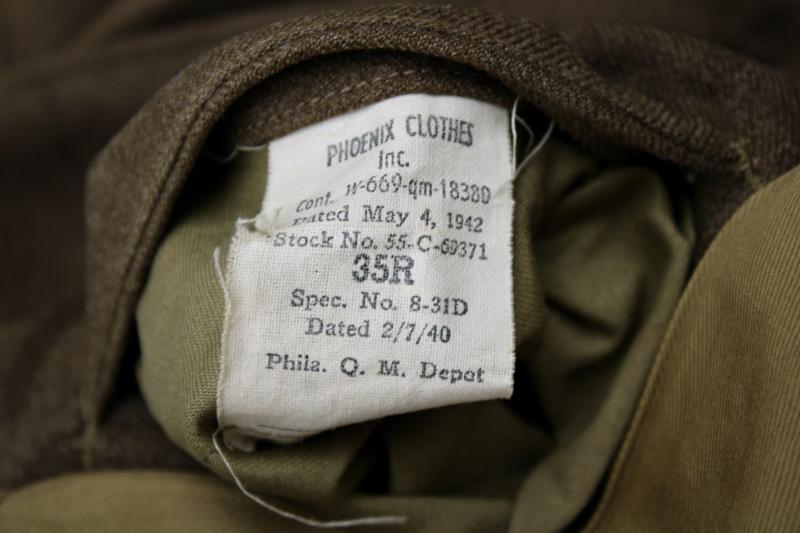 PHOENIX CLOTHES
Inc.
cont. w-669-qm-18380
Dated May 4, 1942
Stock No. 55-C-69371
35R
Spec. No. 8-31D
Dated 2/7/40
Phila. Q. M. Depot